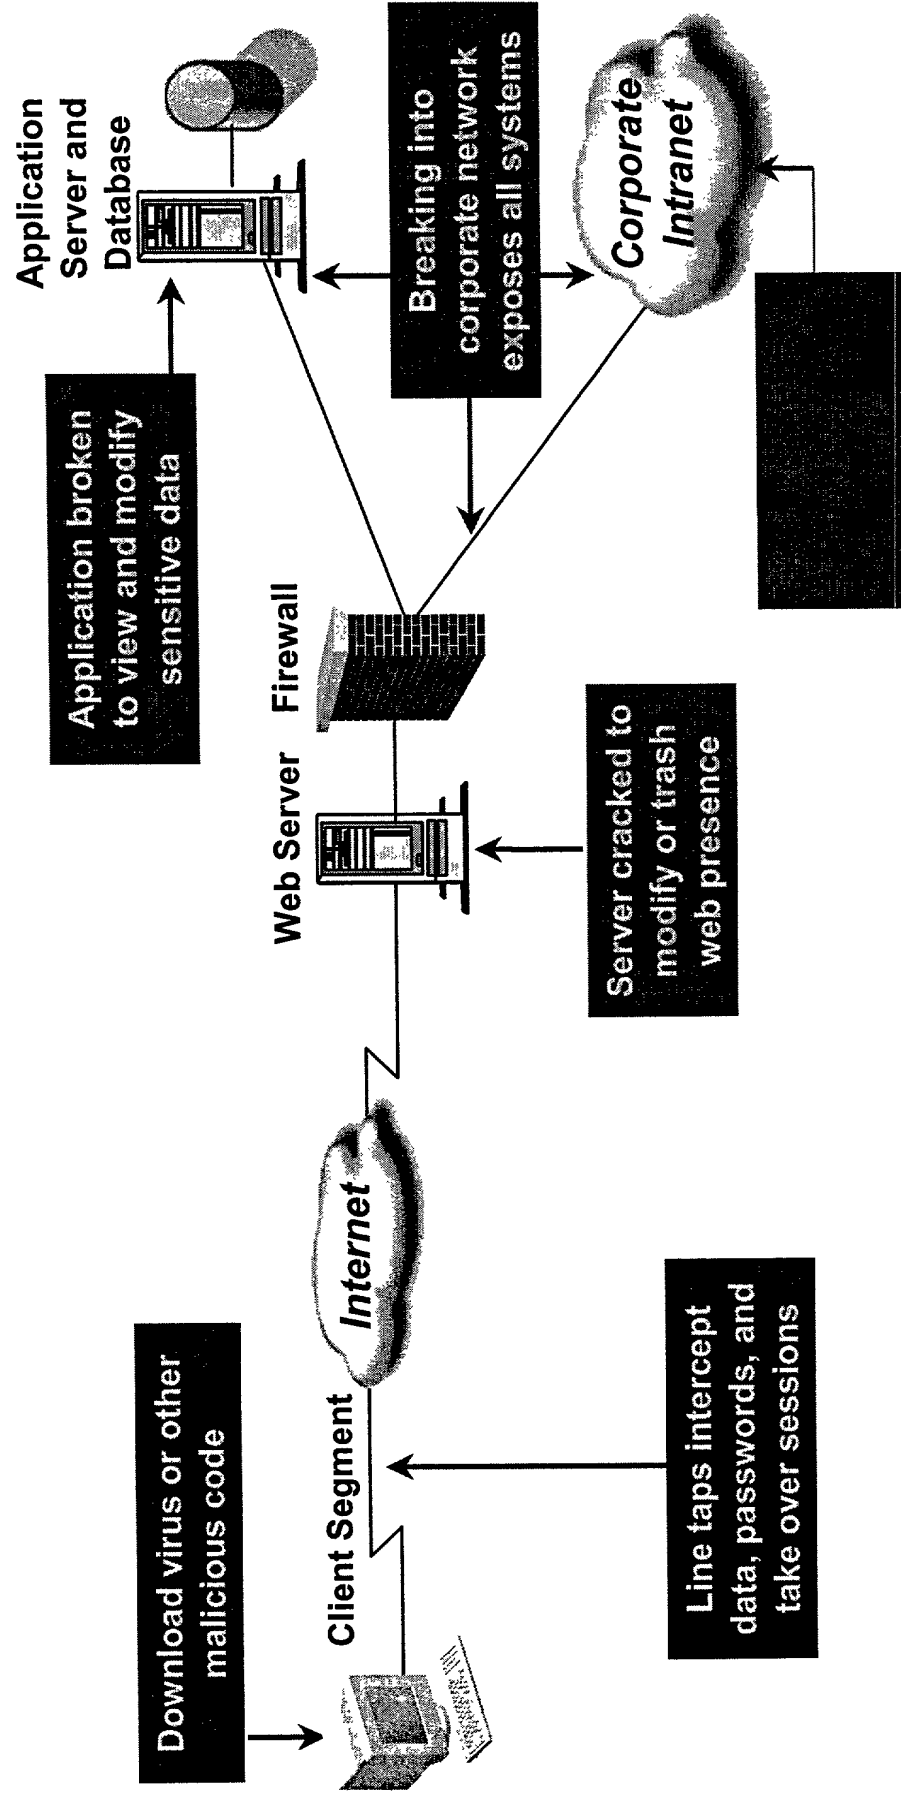 Download virus or other
malicious code
Client Segment
Internet
Line taps intercept
data, passwords, and
take over sessions
Web Server
Server cracked to
modify or trash
web presence
Firewall
Application broken
to view and modify
sensitive data
Application
Server and
Database
Breaking into
corporate network
exposes all systems
Corporate
Intranet